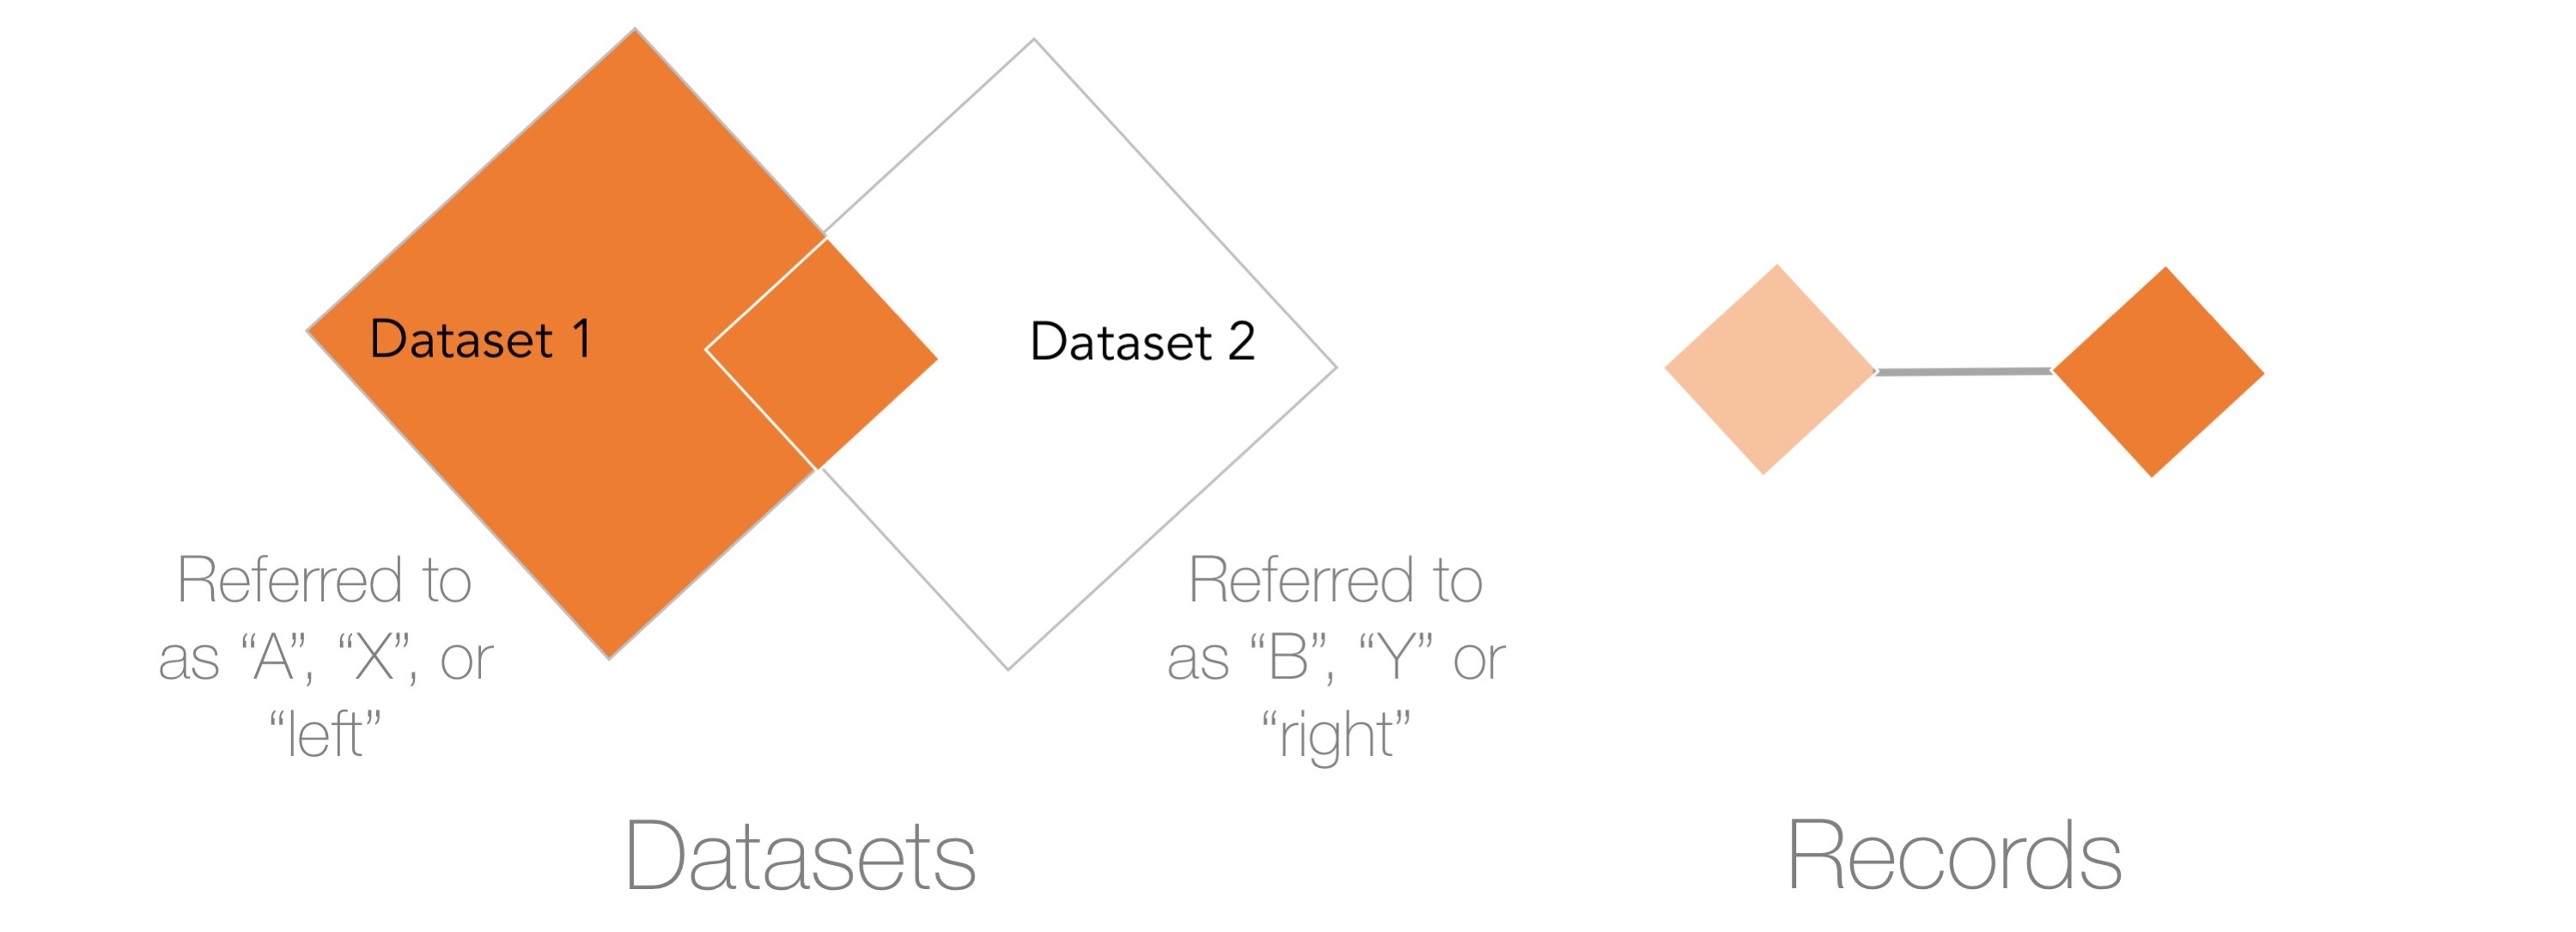 Dataset 1
Dataset 2
Referred to
as “A”, “X”, or
“left”
Referred to
as “B”, “Y” or
“right”
Datasets
Records